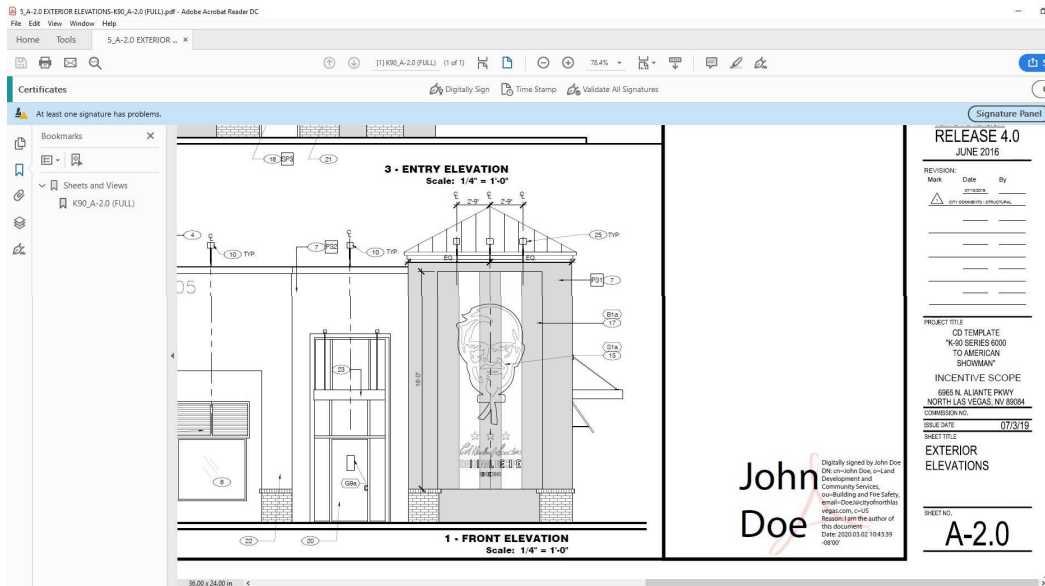 5_A-2.0 EXTERIOR ELEVATIONS-K90_A-2.0 (FULL).pdf - Adobe Acrobat Reader DC
File Edit View Window Help
Home Tools 5_A-2.0 EXTERIOR ... ×
[1] K90_A-2.0 (FULL) (1 of 1) 78.4%
Certificates Digitally Sign Time Stamp Validate All Signatures
At least one signature has problems. Signature Panel
Bookmarks
Sheets and Views
K90_A-2.0 (FULL)
18 SP3 21
3 - ENTRY ELEVATION
Scale: 1/4" = 1'-0"
2'-9" 2'-9"
4 10 TYP. 7 P32 10 TYP. 25 TYP.
EQ. EQ.
P31 7
05
B1a
17
S1a
15
23
18'-0"
8
G9a
22 20
1 - FRONT ELEVATION
Scale: 1/4" = 1'-0"
John
Doe
Digitally signed by John Doe
DN: cn=John Doe, o=Land
Development and
Community Services,
ou=Building and Fire Safety,
email=DoeJ@cityofnorthlas
vegas.com, c=US
Reason: I am the author of
this document
Date: 2020.03.02 10:43:39
-08'00'
RELEASE 4.0
JUNE 2016
REVISION:
Mark Date By
CITY COMMENTS - STRUCTURAL
PROJECT TITLE
CD TEMPLATE
"K-90 SERIES 6000
TO AMERICAN
SHOWMAN"
INCENTIVE SCOPE
6965 N. ALIANTE PKWY
NORTH LAS VEGAS, NV 89084
COMMISSION NO.
ISSUE DATE 07/3/19
SHEET TITLE
EXTERIOR
ELEVATIONS
SHEET NO.
A-2.0
36.00 x 24.00 in